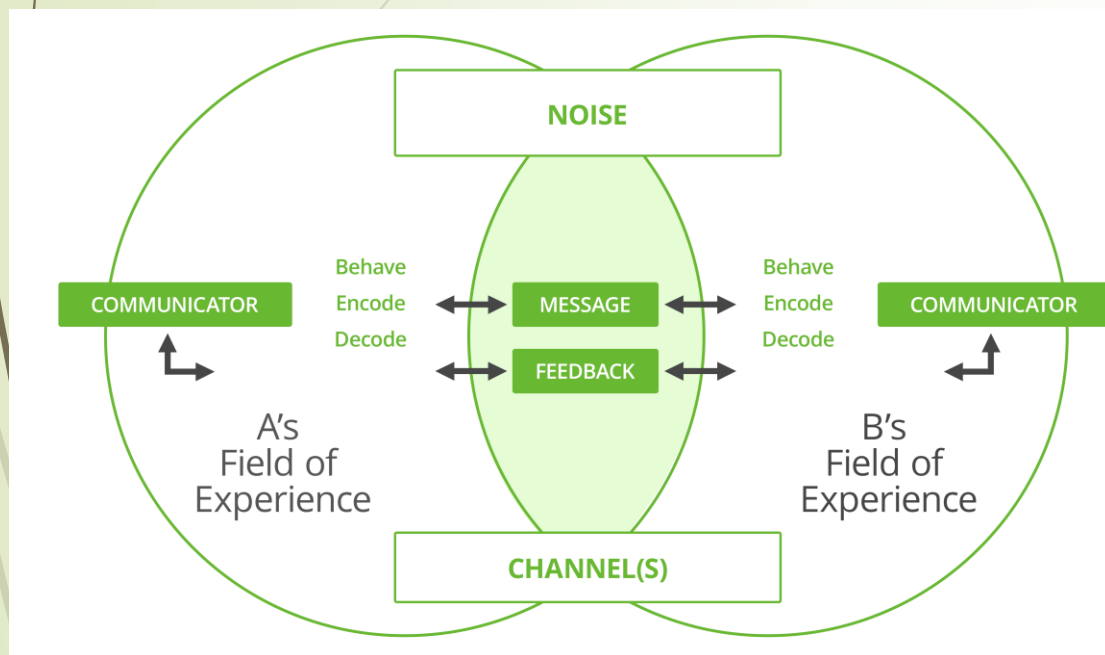 NOISE
Behave
Behave
COMMUNICATOR
Encode
MESSAGE
Encode
COMMUNICATOR
Decode
Decode
FEEDBACK
A's
Field of
Experience
B's
Field of
Experience
CHANNEL(S)